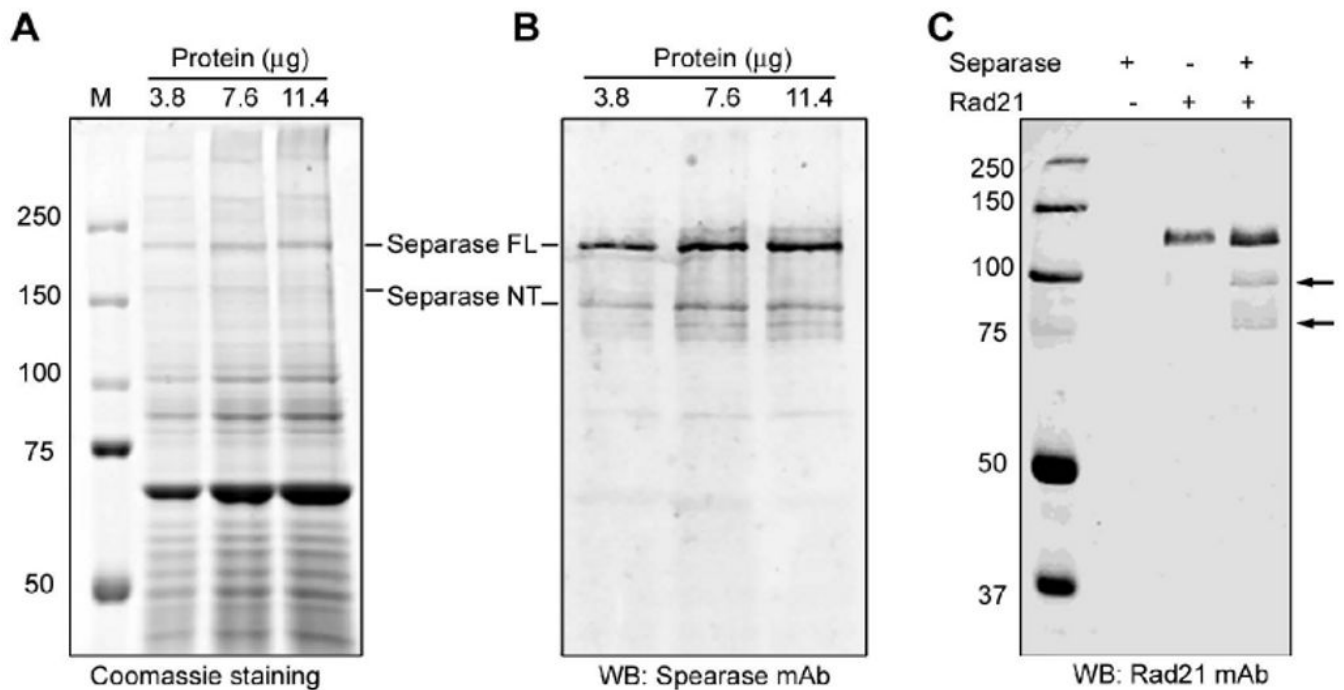 A
Protein (µg)
M 3.8 7.6 11.4
250
150
100
75
50
Coomassie staining
Separase FL
Separase NT
B
Protein (µg)
3.8 7.6 11.4
WB: Spearase mAb
C
Separase + - +
Rad21 - + +
250
150
100
75
50
37
WB: Rad21 mAb